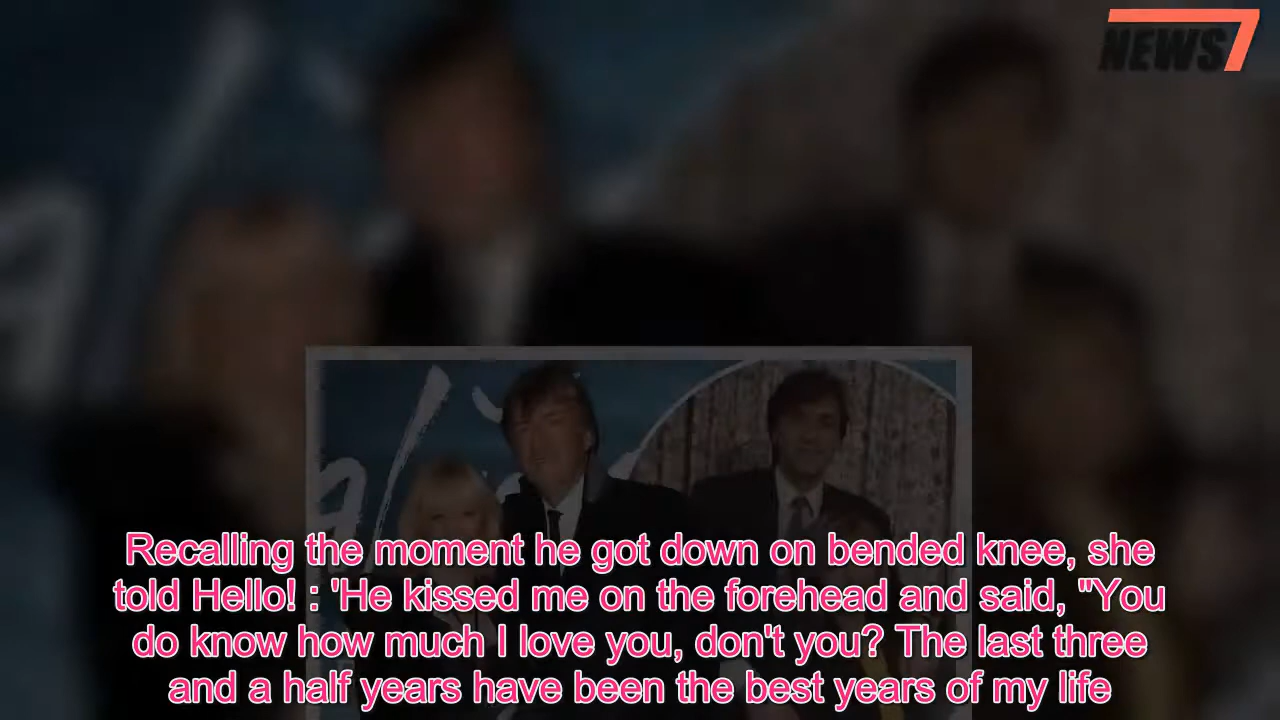 NEWS7
Recalling the moment he got down on bended knee, she
told Hello! : 'He kissed me on the forehead and said, "You
do know how much I love you, don't you? The last three
and a half years have been the best years of my life